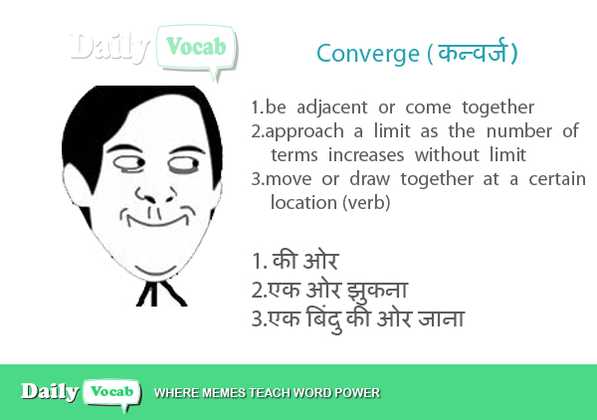 Daily Vocab
Converge ( कन्वर्ज )
1.be adjacent or come together
2.approach a limit as the number of
terms increases without limit
3.move or draw together at a certain
location (verb)
1. की ओर
2.एक ओर झुकना
3.एक बिंदु की ओर जाना
Daily Vocab WHERE MEMES TEACH WORD POWER